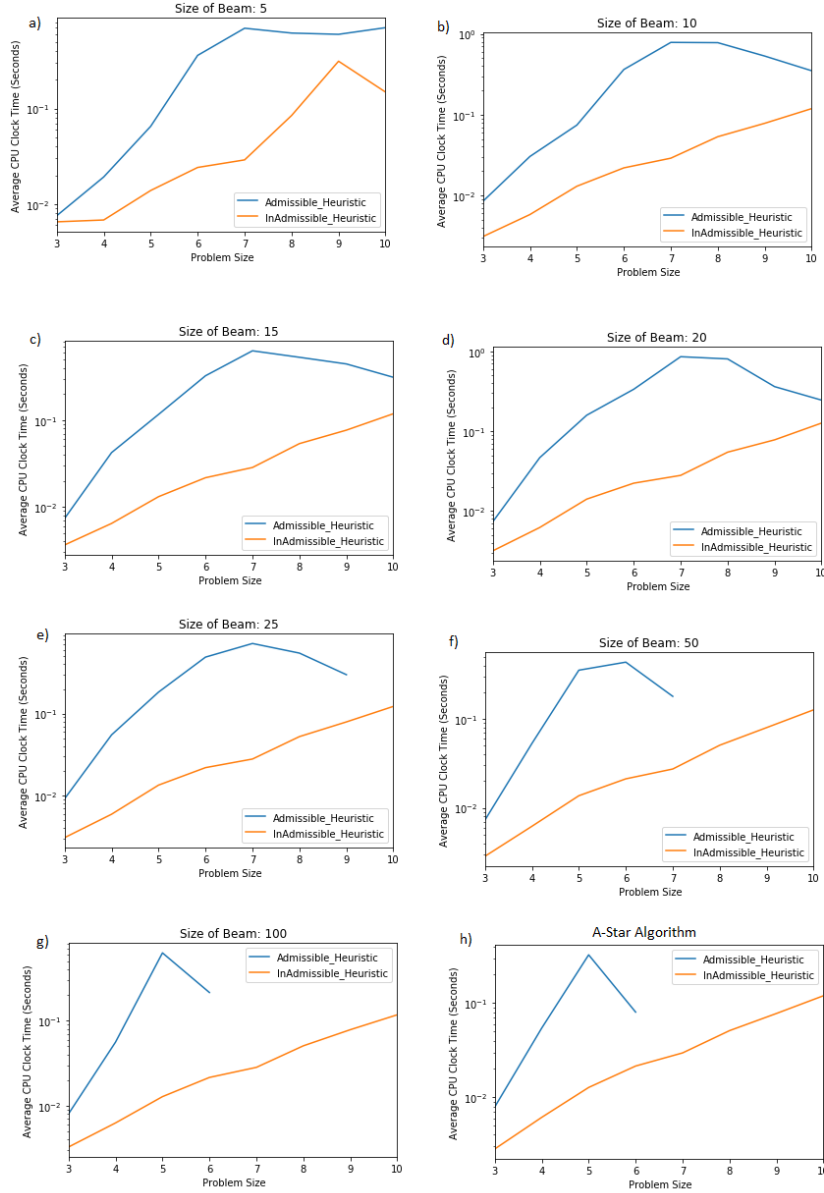 a)
Size of Beam: 5
Average CPU Clock Time (Seconds)
10⁻¹
10⁻²
Admissible_Heuristic
InAdmissible_Heuristic
3 4 5 6 7 8 9 10
Problem Size
b)
Size of Beam: 10
Average CPU Clock Time (Seconds)
10⁰
10⁻¹
10⁻²
Admissible_Heuristic
InAdmissible_Heuristic
3 4 5 6 7 8 9 10
Problem Size
c)
Size of Beam: 15
Average CPU Clock Time (Seconds)
10⁻¹
10⁻²
Admissible_Heuristic
InAdmissible_Heuristic
3 4 5 6 7 8 9 10
Problem Size
d)
Size of Beam: 20
Average CPU Clock Time (Seconds)
10⁰
10⁻¹
10⁻²
Admissible_Heuristic
InAdmissible_Heuristic
3 4 5 6 7 8 9 10
Problem Size
e)
Size of Beam: 25
Average CPU Clock Time (Seconds)
10⁻¹
10⁻²
Admissible_Heuristic
InAdmissible_Heuristic
3 4 5 6 7 8 9 10
Problem Size
f)
Size of Beam: 50
Average CPU Clock Time (Seconds)
10⁻¹
10⁻²
Admissible_Heuristic
InAdmissible_Heuristic
3 4 5 6 7 8 9 10
Problem Size
g)
Size of Beam: 100
Average CPU Clock Time (Seconds)
10⁻¹
10⁻²
Admissible_Heuristic
InAdmissible_Heuristic
3 4 5 6 7 8 9 10
Problem Size
h)
A-Star Algorithm
Average CPU Clock Time (Seconds)
10⁻¹
10⁻²
Admissible_Heuristic
InAdmissible_Heuristic
3 4 5 6 7 8 9 10
Problem Size